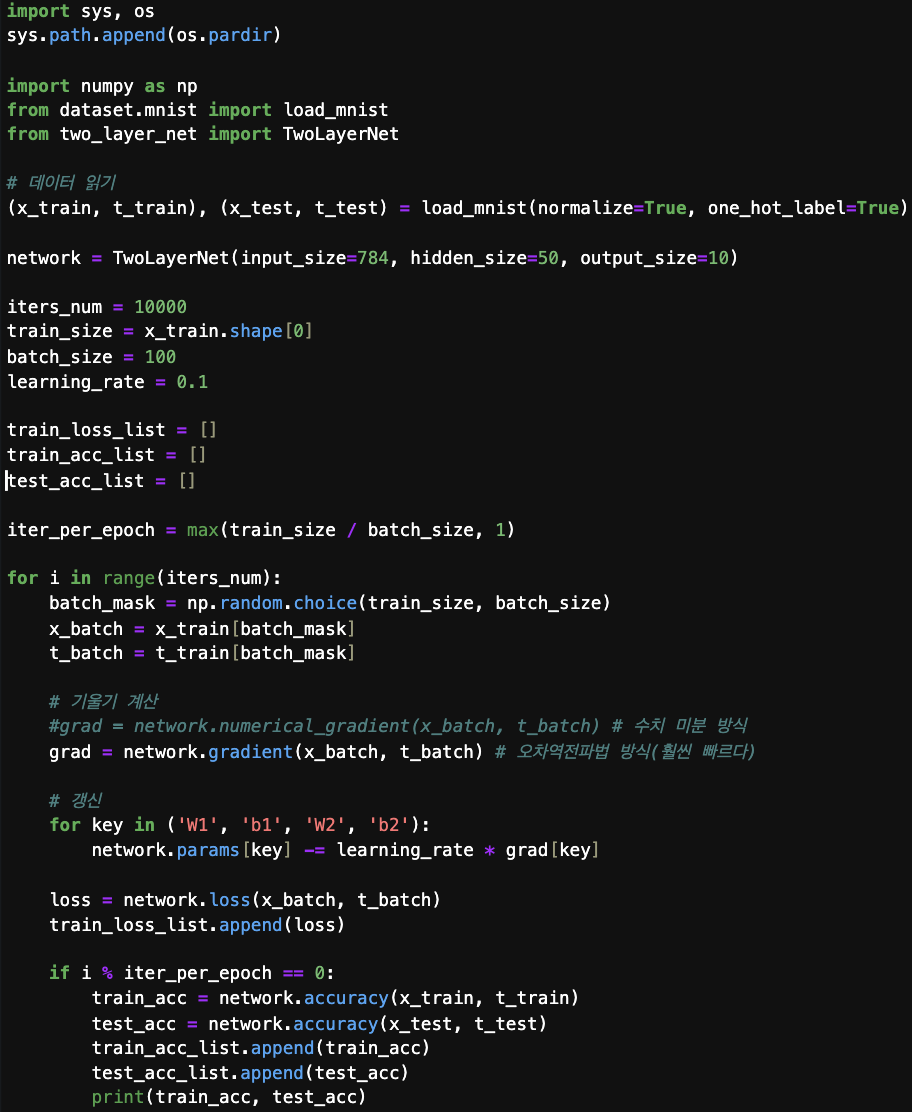 import sys, os
sys.path.append(os.pardir)
import numpy as np
from dataset.mnist import load_mnist
from two_layer_net import TwoLayerNet
# 데이터 읽기
(x_train, t_train), (x_test, t_test) = load_mnist(normalize=True, one_hot_label=True)
network = TwoLayerNet(input_size=784, hidden_size=50, output_size=10)
iters_num = 10000
train_size = x_train.shape[0]
batch_size = 100
learning_rate = 0.1
train_loss_list = []
train_acc_list = []
test_acc_list = []
iter_per_epoch = max(train_size / batch_size, 1)
for i in range(iters_num):
    batch_mask = np.random.choice(train_size, batch_size)
    x_batch = x_train[batch_mask]
    t_batch = t_train[batch_mask]
    # 기울기 계산
    #grad = network.numerical_gradient(x_batch, t_batch) # 수치 미분 방식
    grad = network.gradient(x_batch, t_batch) # 오차역전파법 방식(훨씬 빠르다)
    # 갱신
    for key in ('W1', 'b1', 'W2', 'b2'):
        network.params[key] -= learning_rate * grad[key]
    loss = network.loss(x_batch, t_batch)
    train_loss_list.append(loss)
    if i % iter_per_epoch == 0:
        train_acc = network.accuracy(x_train, t_train)
        test_acc = network.accuracy(x_test, t_test)
        train_acc_list.append(train_acc)
        test_acc_list.append(test_acc)
        print(train_acc, test_acc)